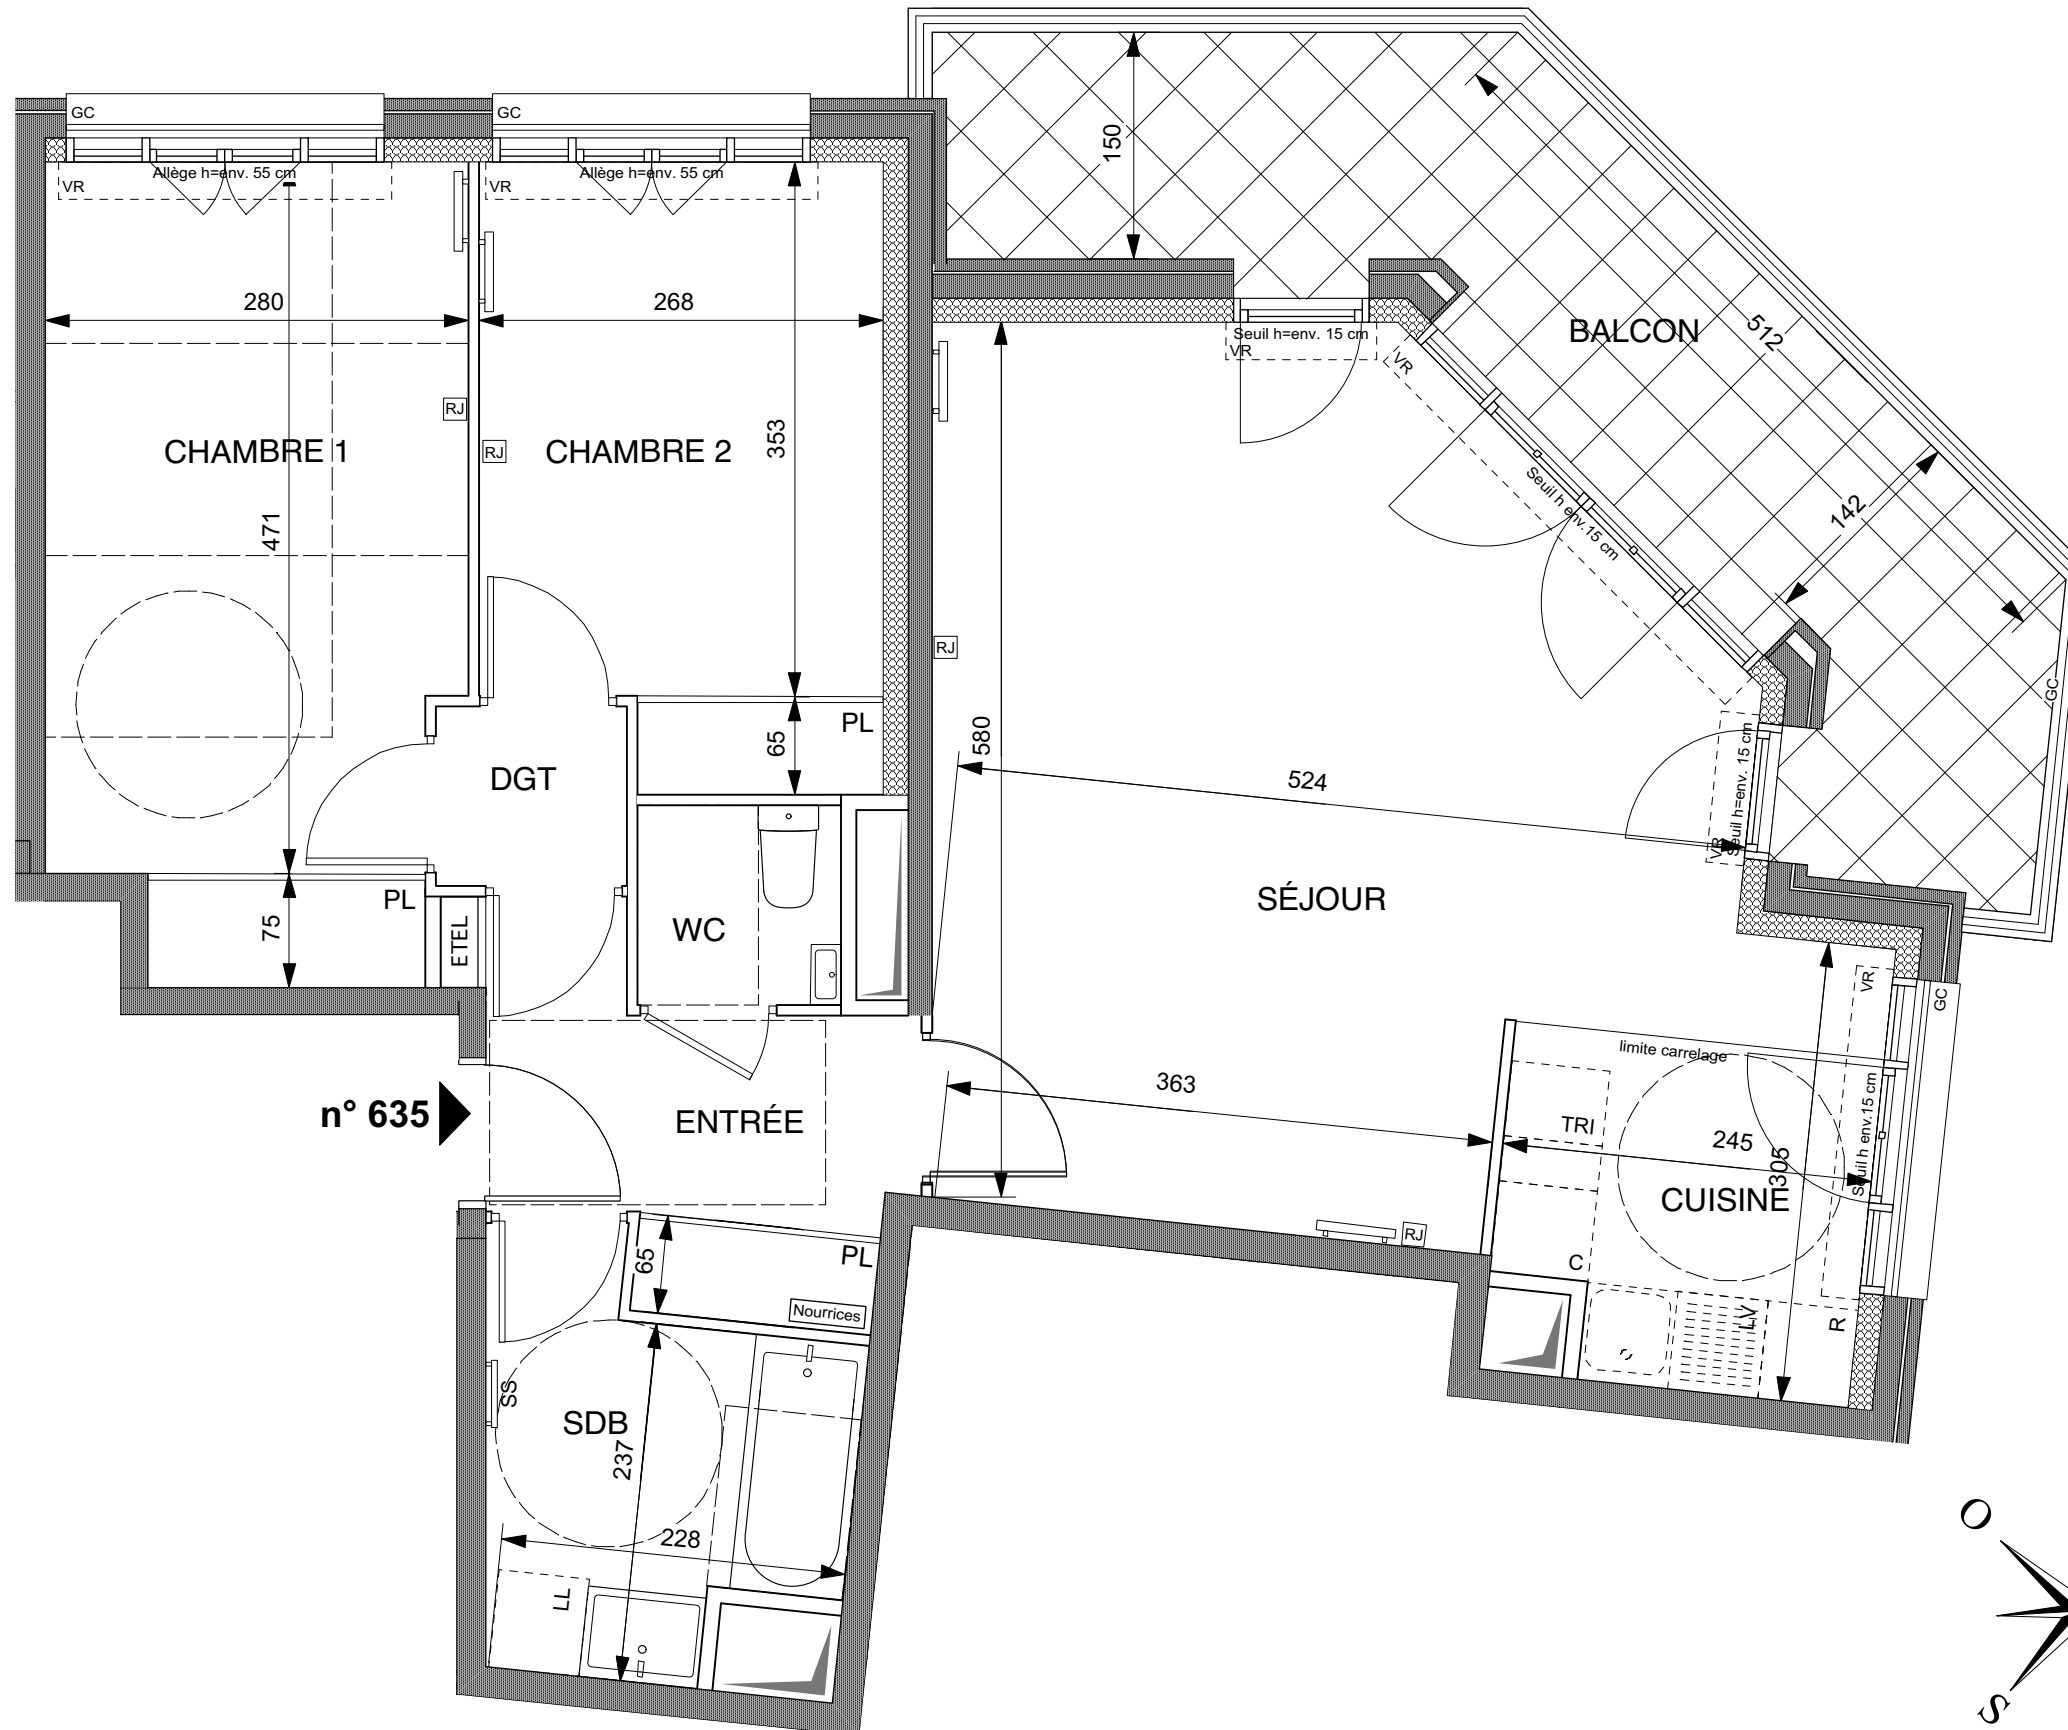 GC
GC
VR
Allège h=env. 55 cm
VR
Allège h=env. 55 cm
150
280
268
Seuil h=env. 15 cm
VR
VR
BALCON
512
RJ
CHAMBRE 1
RJ
CHAMBRE 2
353
471
Seuil h env.15 cm
142
RJ
GC
PL
65
580
DGT
524
VR
Seuil h=env. 15 cm
PL
75
ETEL
WC
SÉJOUR
VR
GC
limite carrelage
363
n° 635
ENTRÉE
TRI
245
305
Seuil h env.15 cm
CUISINE
RJ
C
65
PL
Nourrices
LV
R
SS
SDB
237
228
LL
O
S